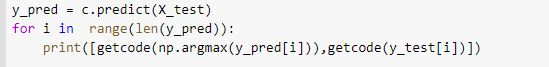 y_pred = c.predict(X_test)
for i in  range(len(y_pred)):
    print([getcode(np.argmax(y_pred[i])),getcode(y_test[i])])